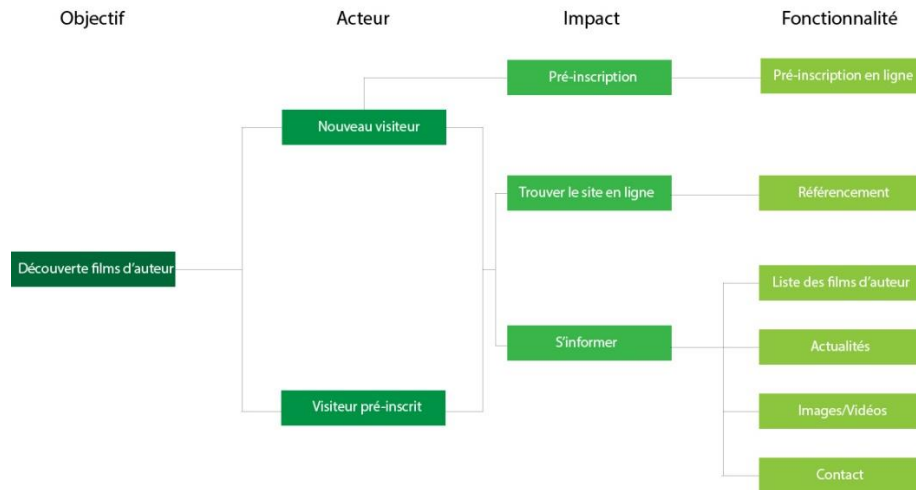 Objectif
Acteur
Impact
Fonctionnalité
Pré-inscription
Pré-inscription en ligne
Nouveau visiteur
Trouver le site en ligne
Référencement
Découverte films d'auteur
Liste des films d'auteur
S'informer
Actualités
Visiteur pré-inscrit
Images/Vidéos
Contact